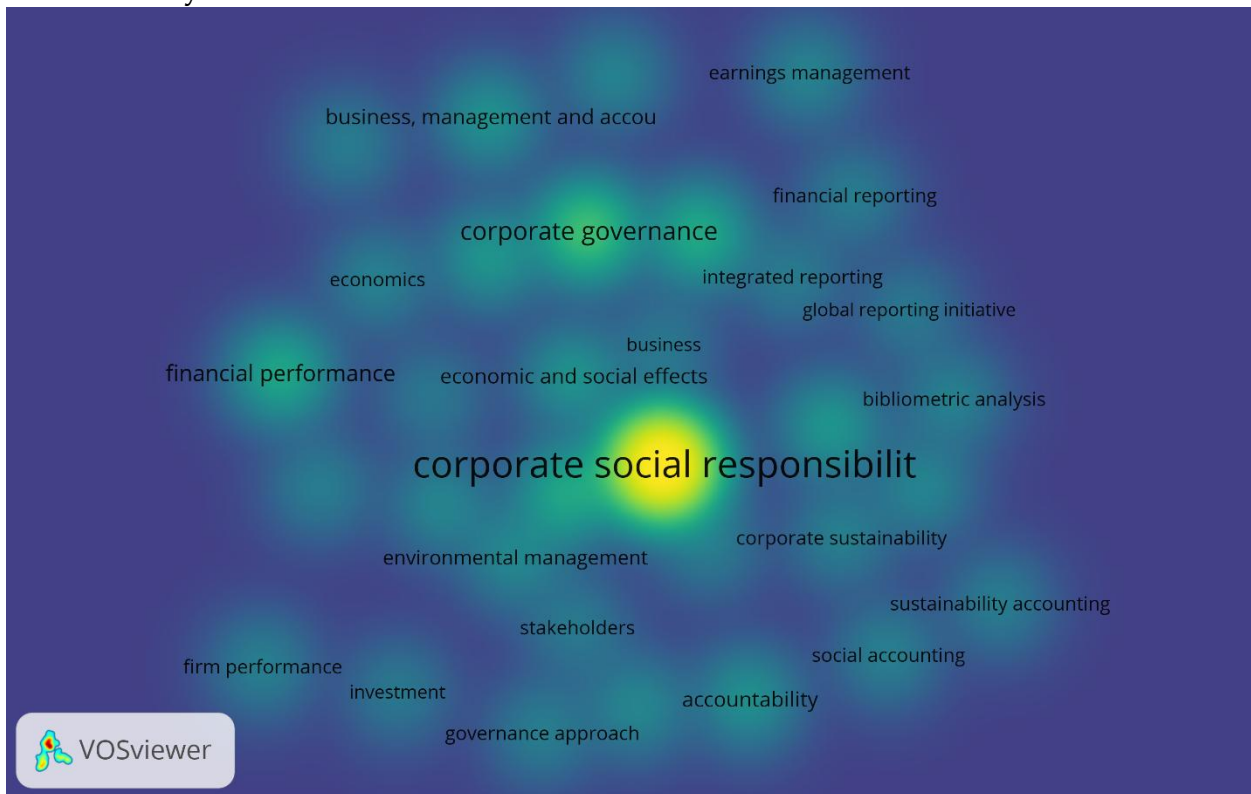 earnings management
business, management and accou
financial reporting
corporate governance
integrated reporting
economics
global reporting initiative
business
financial performance
economic and social effects
bibliometric analysis
corporate social responsibilit
corporate sustainability
environmental management
sustainability accounting
stakeholders
social accounting
firm performance
investment
accountability
governance approach
VOSviewer